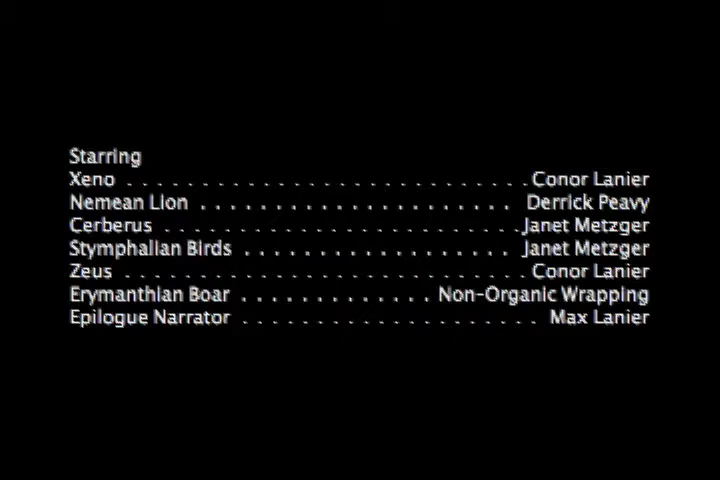 Starring
Xeno . . . . . . . . . . . . . . . . . . . . . . . . . . . . Conor Lanier
Nemean Lion . . . . . . . . . . . . . . . . . . . . . Derrick Peavy
Cerberus . . . . . . . . . . . . . . . . . . . . . . . . Janet Metzger
Stymphalian Birds . . . . . . . . . . . . . . . . . Janet Metzger
Zeus . . . . . . . . . . . . . . . . . . . . . . . . . . . . Conor Lanier
Erymanthian Boar . . . . . . . . . . . . Non-Organic Wrapping
Epilogue Narrator . . . . . . . . . . . . . . . . . . . Max Lanier